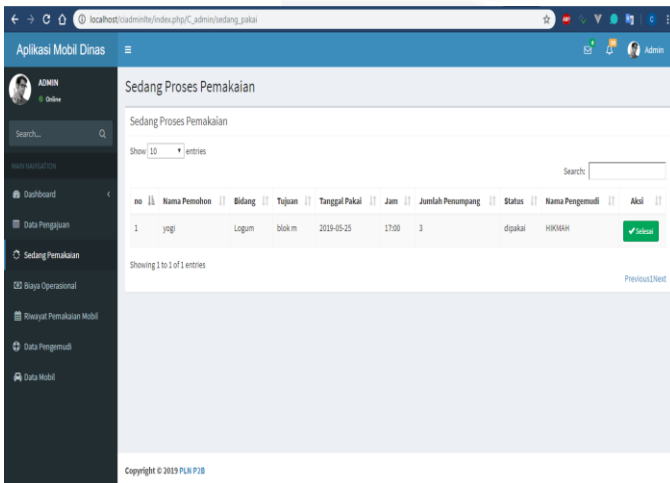 localhost/ciadminlte/index.php/C_admin/sedang_pakai
Aplikasi Mobil Dinas
Admin
ADMIN
Online
Search...
MAIN NAVIGATION
Dashboard
Data Pengajuan
Sedang Pemakaian
Biaya Operasional
Riwayat Pemakaian Mobil
Data Pengemudi
Data Mobil
Sedang Proses Pemakaian
Sedang Proses Pemakaian
Show 10 entries
Search:
no Nama Pemohon Bidang Tujuan Tanggal Pakai Jam Jumlah Penumpang Status Nama Pengemudi Aksi
1 yogi Logum blok m 2019-05-25 17:00 3 dipakai HIKMAH Selesai
Showing 1 to 1 of 1 entries
Previous1Next
Copyright © 2019 PLN P2B